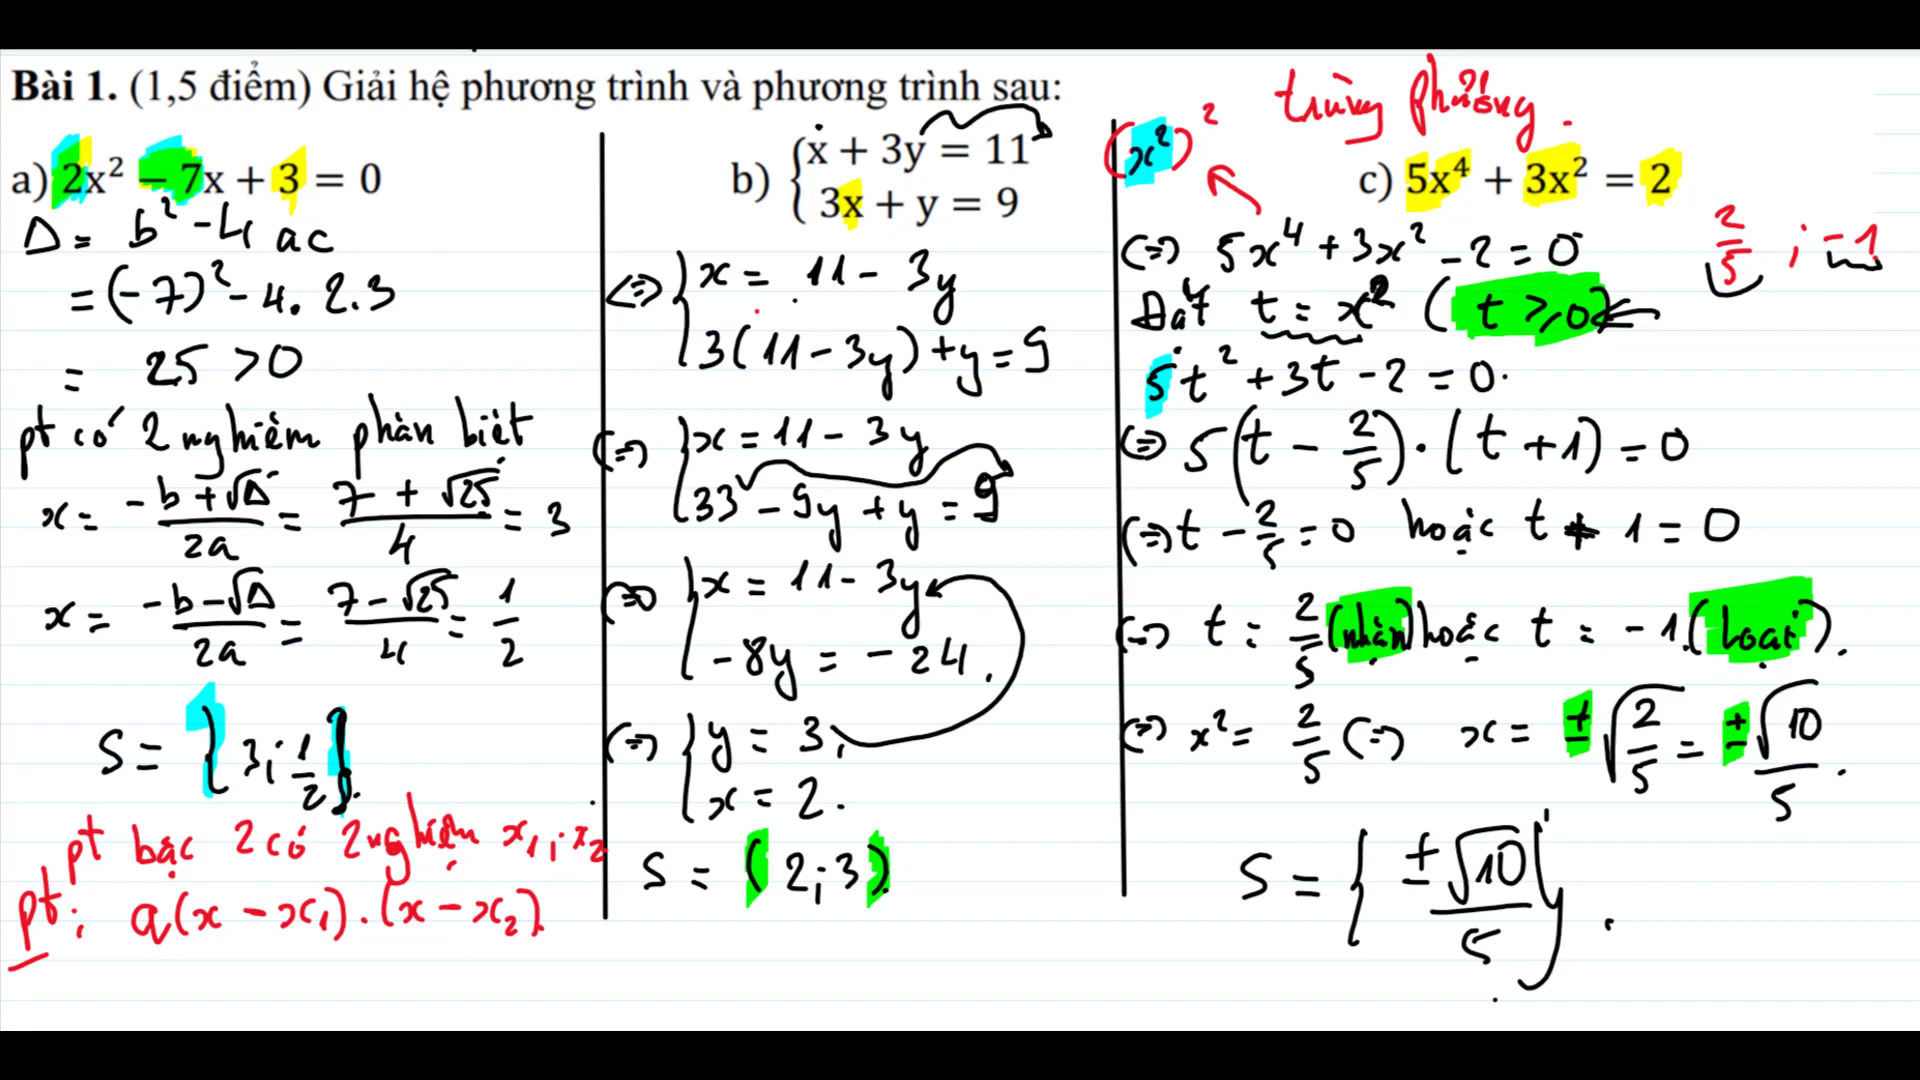 Bài 1. (1,5 điểm) Giải hệ phương trình và phương trình sau:
a) 2x² − 7x + 3 = 0
Δ = b² - 4ac
= (-7)² - 4. 2.3
= 25 > 0
pt có 2 nghiệm phân biệt
x = (-b + √Δ)/2a = (7 + √25)/4 = 3
x = (-b - √Δ)/2a = (7 - √25)/4 = 1/2
S = {3; 1/2}.
pt bậc 2 có 2 nghiệm x₁; x₂
pt: a(x - x₁).(x - x₂).
b) { x + 3y = 11
3x + y = 9
⇔ { x = 11 - 3y
3(11 - 3y) + y = 9
⇔ { x = 11 - 3y
33 - 9y + y = 9
⇔ { x = 11 - 3y
-8y = -24.
⇔ { y = 3
x = 2.
S = (2; 3)
trùng phương.
(x²)²
c) 5x⁴ + 3x² = 2
⇔ 5x⁴ + 3x² - 2 = 0
2/5 ; -1
Đặt t = x² (t ≥ 0)
5t² + 3t - 2 = 0
⇔ 5(t - 2/5).(t + 1) = 0
⇔ t - 2/5 = 0 hoặc t + 1 = 0
⇔ t = 2/5 (nhận) hoặc t = -1 (loại).
⇔ x² = 2/5 ⇔ x = ±√(2/5) = ±√10/5.
S = {±√10/5}.